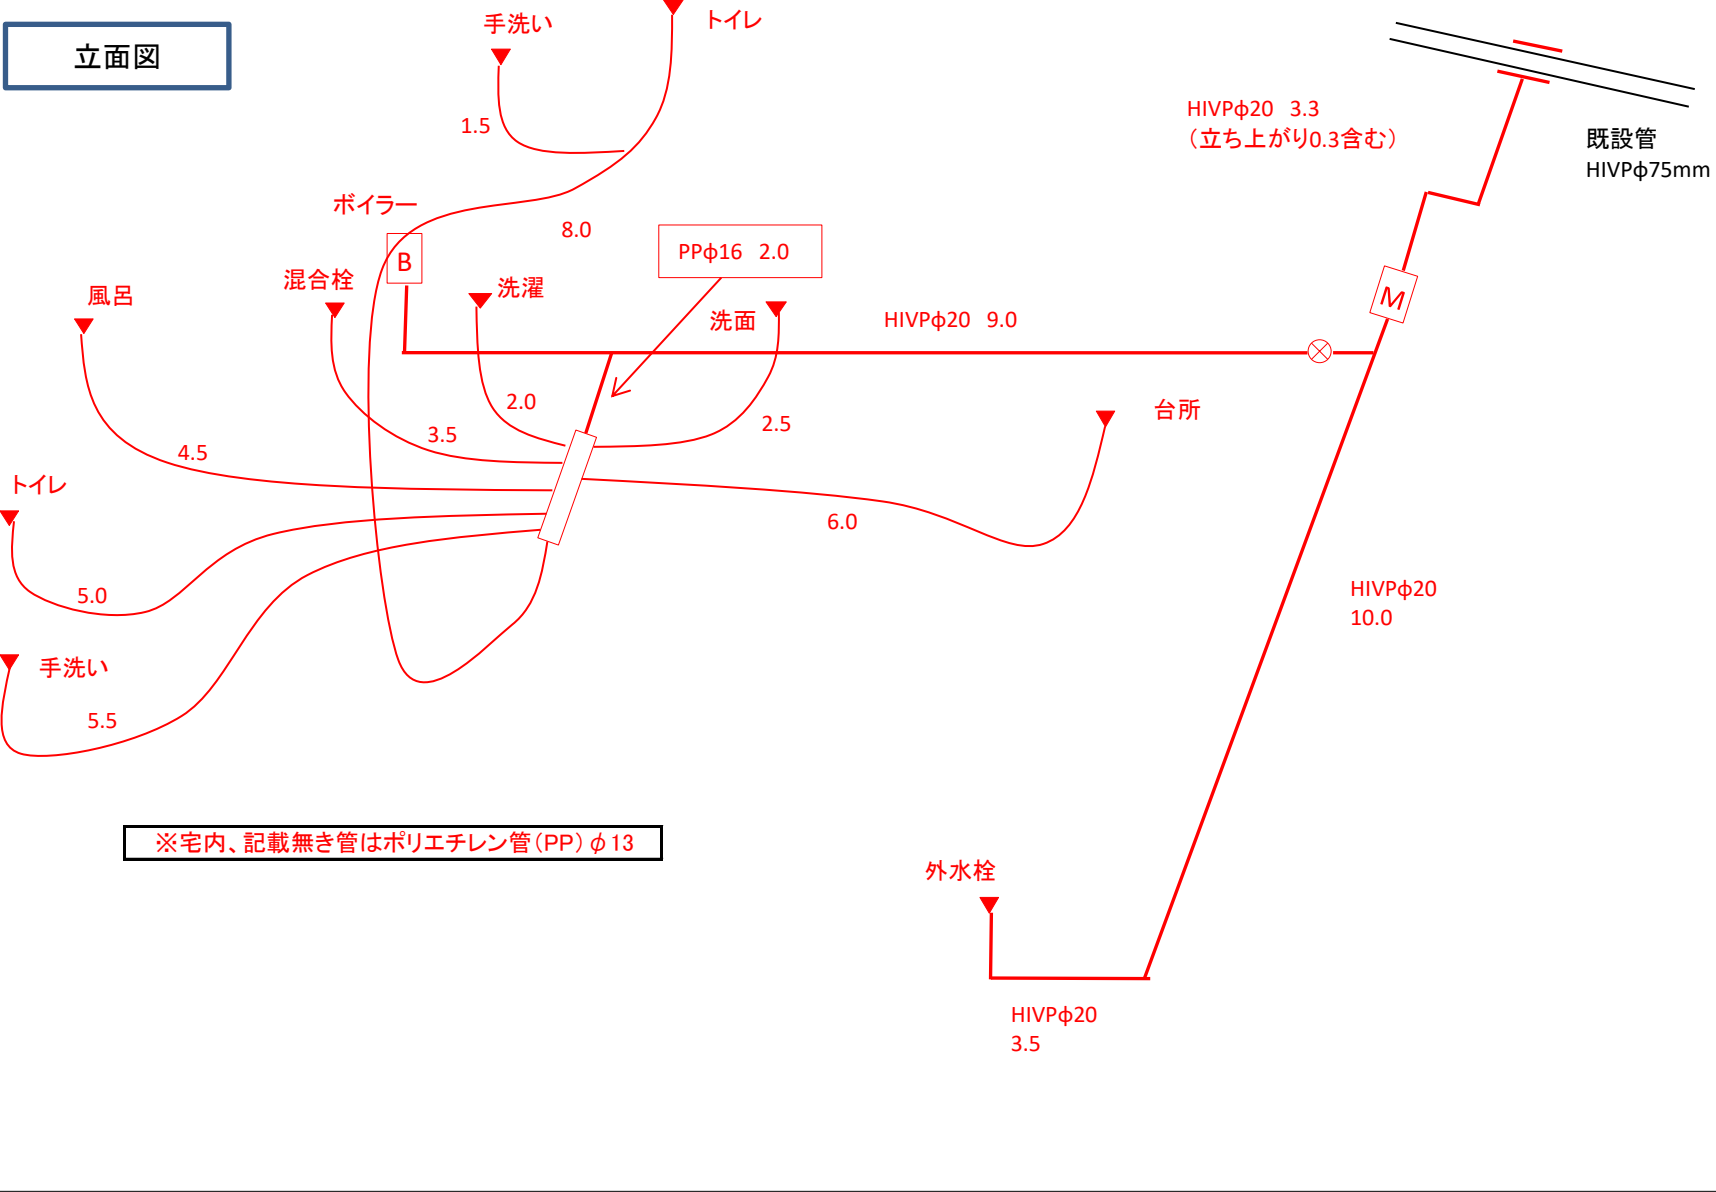 立面図
手洗い
トイレ
1.5
HIVPφ20 3.3
（立ち上がり0.3含む）
既設管
HIVPφ75mm
ボイラー
8.0
B
PPφ16 2.0
混合栓
洗濯
風呂
洗面
HIVPφ20 9.0
M
2.0
3.5
2.5
台所
4.5
トイレ
6.0
5.0
HIVPφ20
10.0
手洗い
5.5
※宅内、記載無き管はポリエチレン管（PP）φ13
外水栓
HIVPφ20
3.5